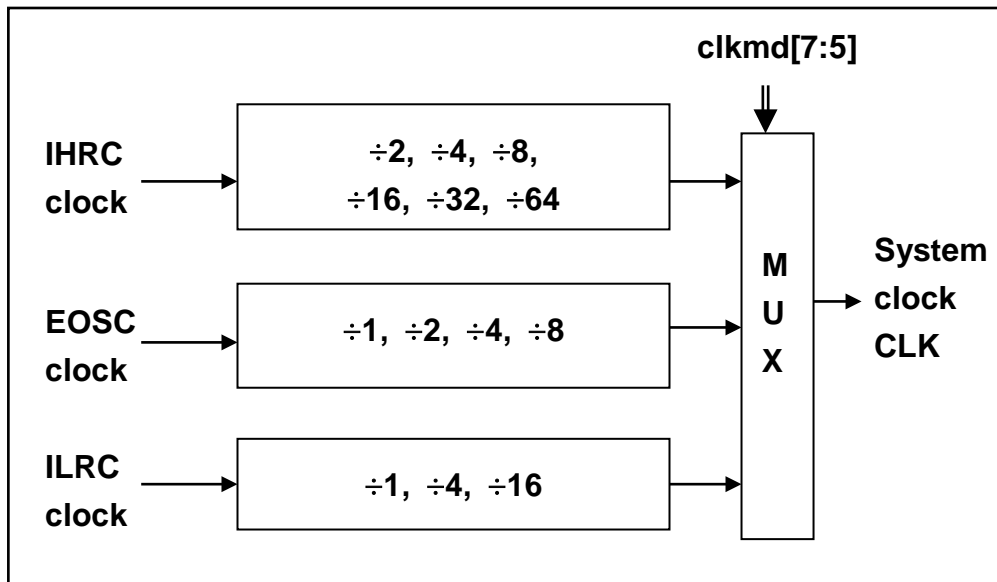 clkmd[7:5]
IHRC
clock
÷2, ÷4, ÷8,
÷16, ÷32, ÷64
EOSC
clock
÷1, ÷2, ÷4, ÷8
ILRC
clock
÷1, ÷4, ÷16
M
U
X
System
clock
CLK